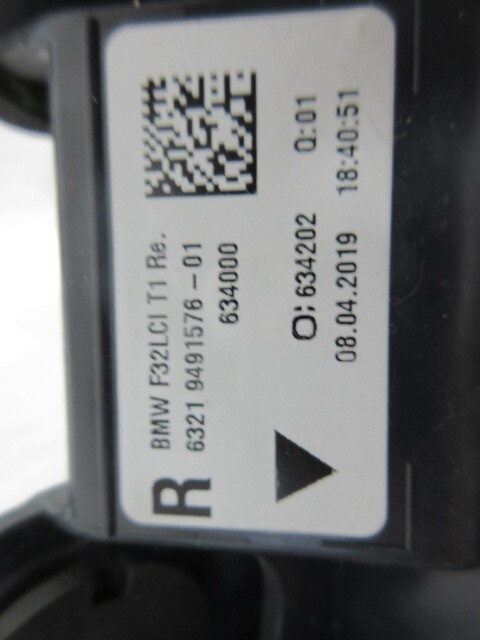 R BMW F32LCI T1 Re.
6321 9491576-01
634000
O: 634202 Q:01
08.04.2019 18:40:51